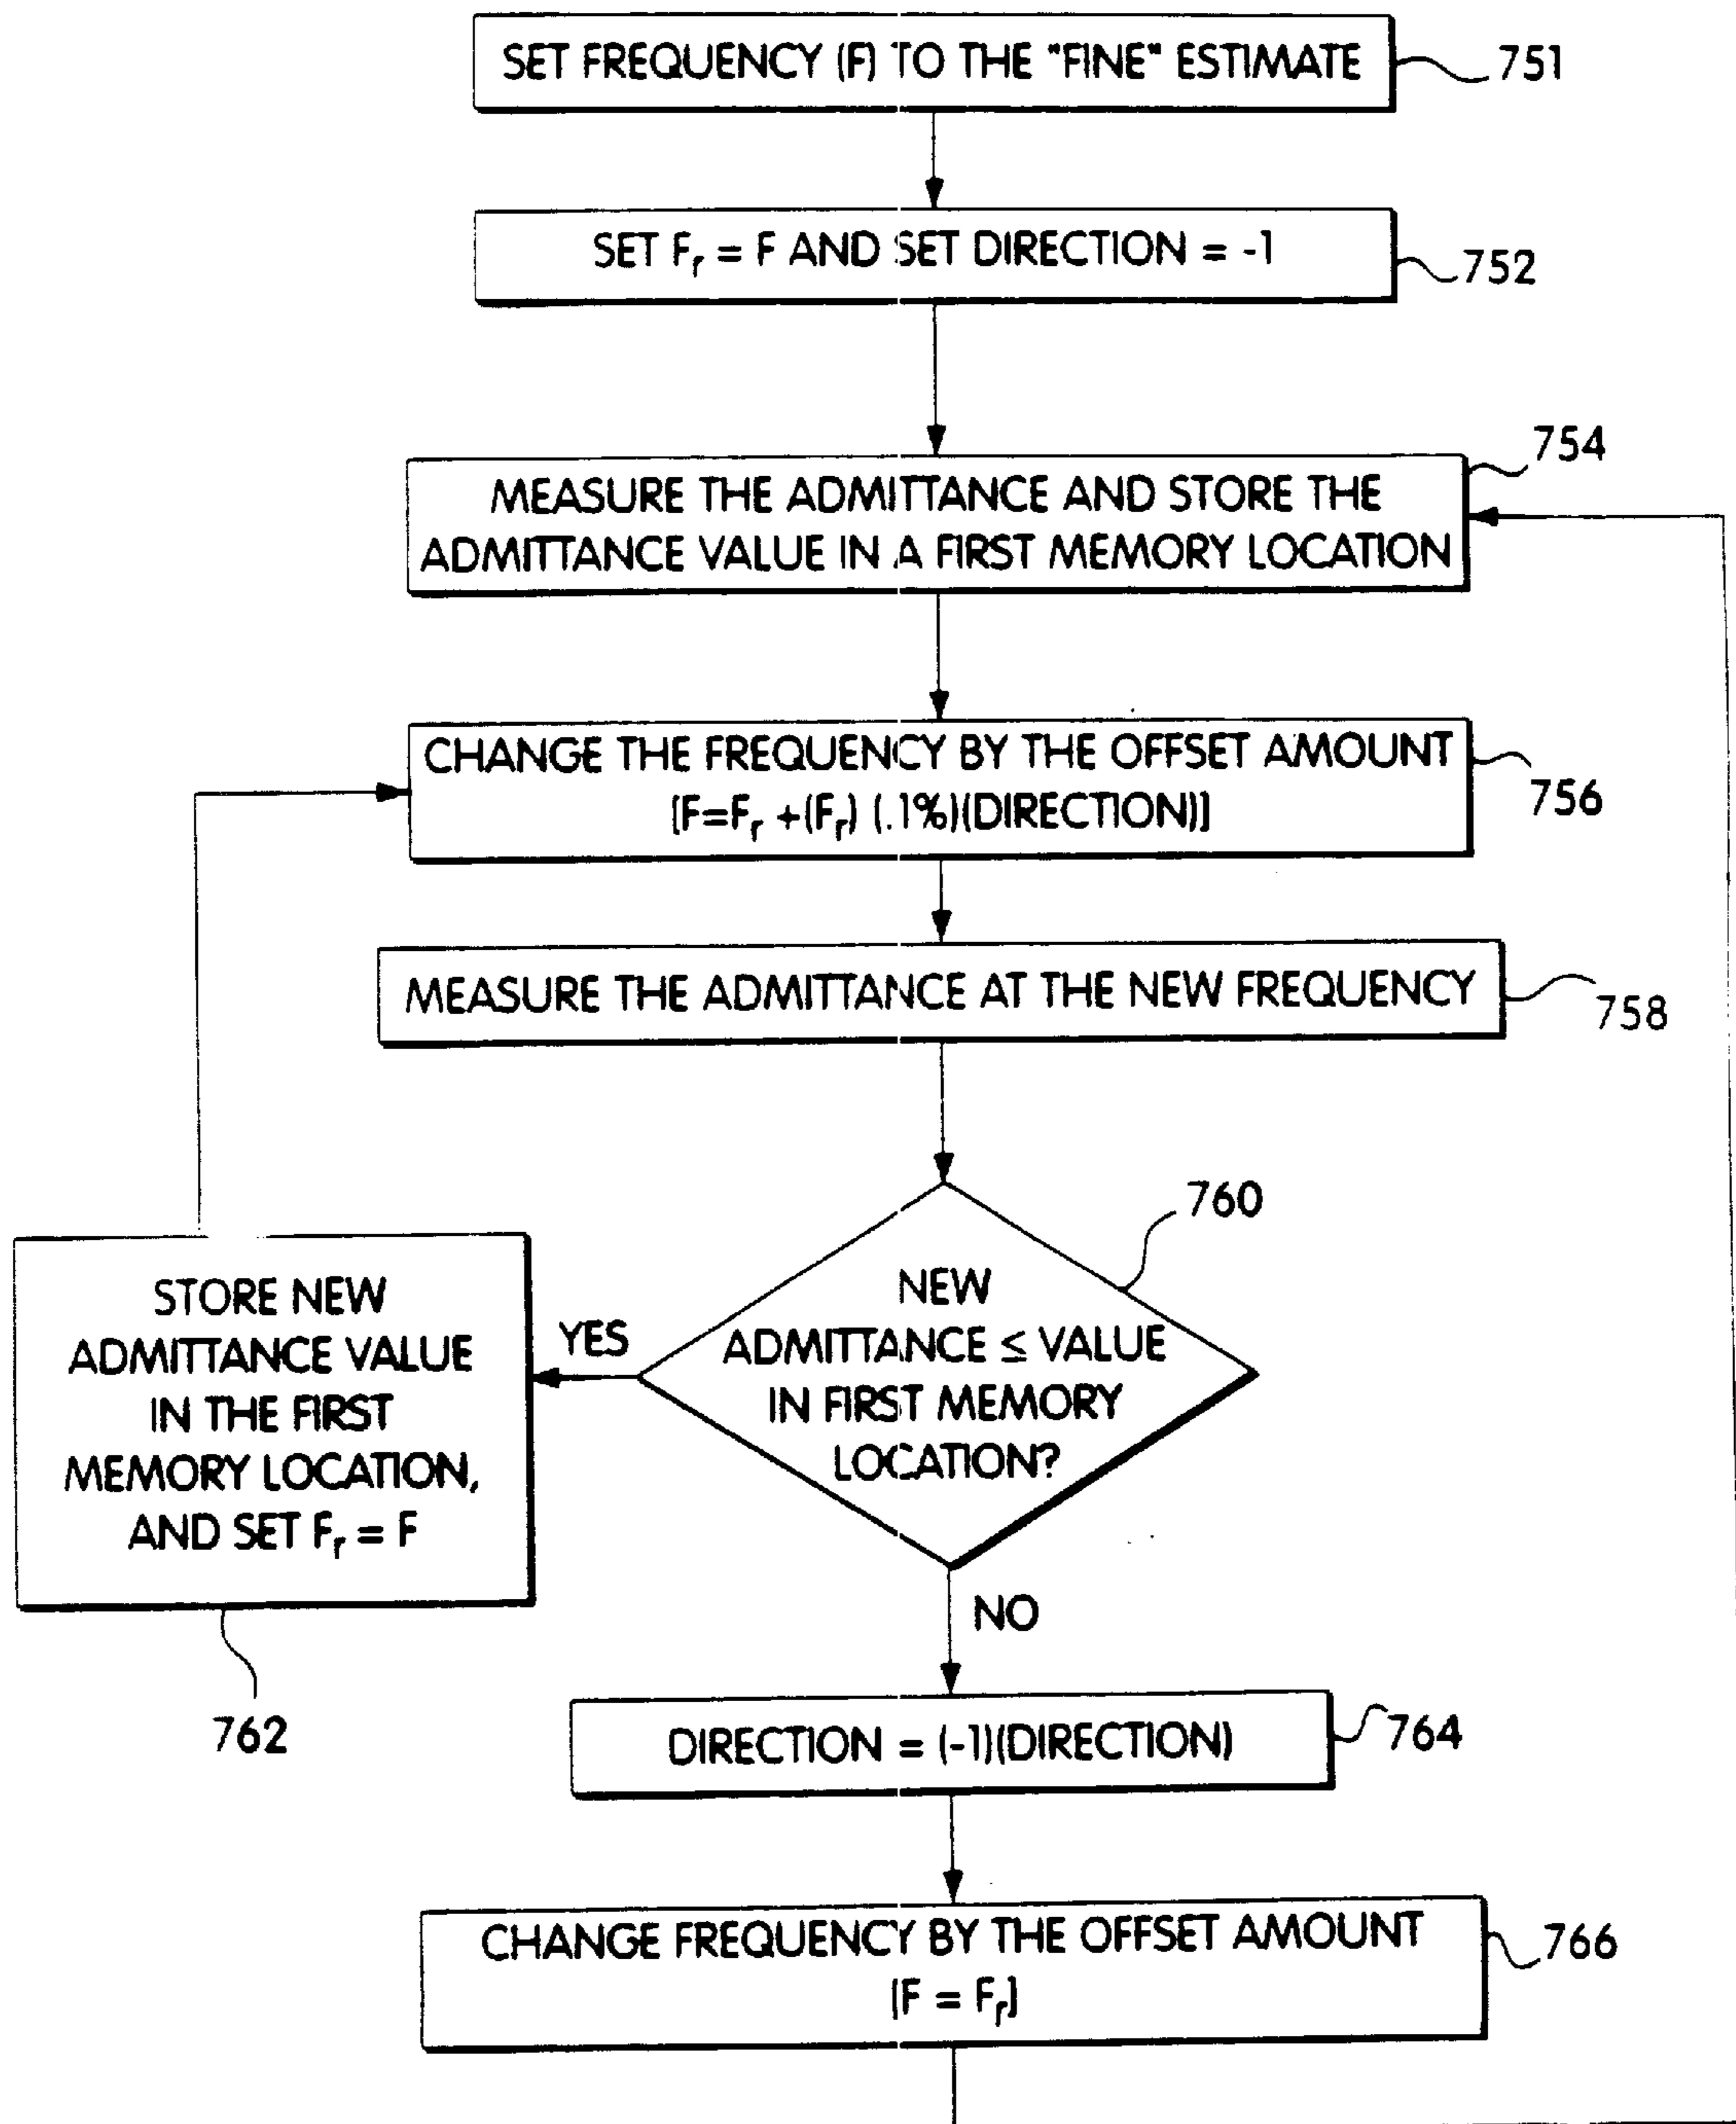 SET FREQUENCY (F) TO THE "FINE" ESTIMATE
751
SET Fr = F AND SET DIRECTION = -1
752
754
MEASURE THE ADMITTANCE AND STORE THE
ADMITTANCE VALUE IN A FIRST MEMORY LOCATION
CHANGE THE FREQUENCY BY THE OFFSET AMOUNT
[F=Fr +(Fr) (.1%)(DIRECTION)]
756
MEASURE THE ADMITTANCE AT THE NEW FREQUENCY
758
760
NEW
ADMITTANCE ≤ VALUE
IN FIRST MEMORY
LOCATION?
YES
STORE NEW
ADMITTANCE VALUE
IN THE FIRST
MEMORY LOCATION,
AND SET Fr = F
762
NO
DIRECTION = (-1)(DIRECTION)
764
CHANGE FREQUENCY BY THE OFFSET AMOUNT
[F = Fr]
766